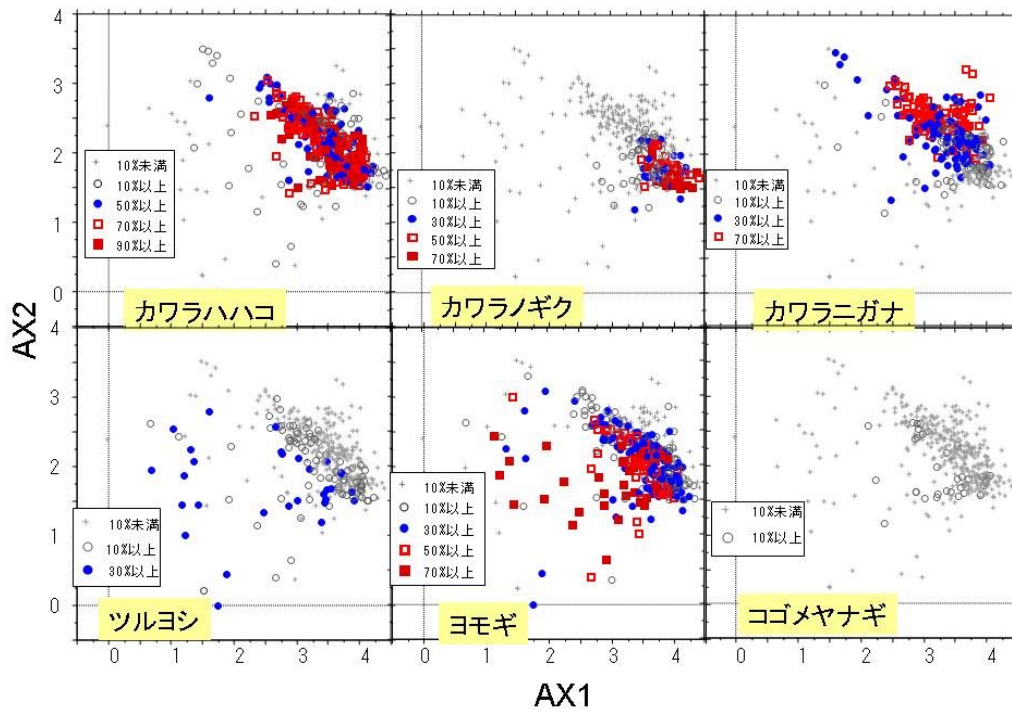 4
3
2
1
0
10%未満
10%以上
50%以上
70%以上
90%以上
カワラハハコ
10%未満
10%以上
30%以上
50%以上
70%以上
カワラノギク
10%未満
10%以上
30%以上
70%以上
カワラニガナ
AX2
4
3
2
1
0
10%未満
10%以上
30%以上
ツルヨシ
10%未満
10%以上
30%以上
50%以上
70%以上
ヨモギ
10%未満
10%以上
コゴメヤナギ
0 1 2 3 4
0 1 2 3 4
0 1 2 3 4
AX1